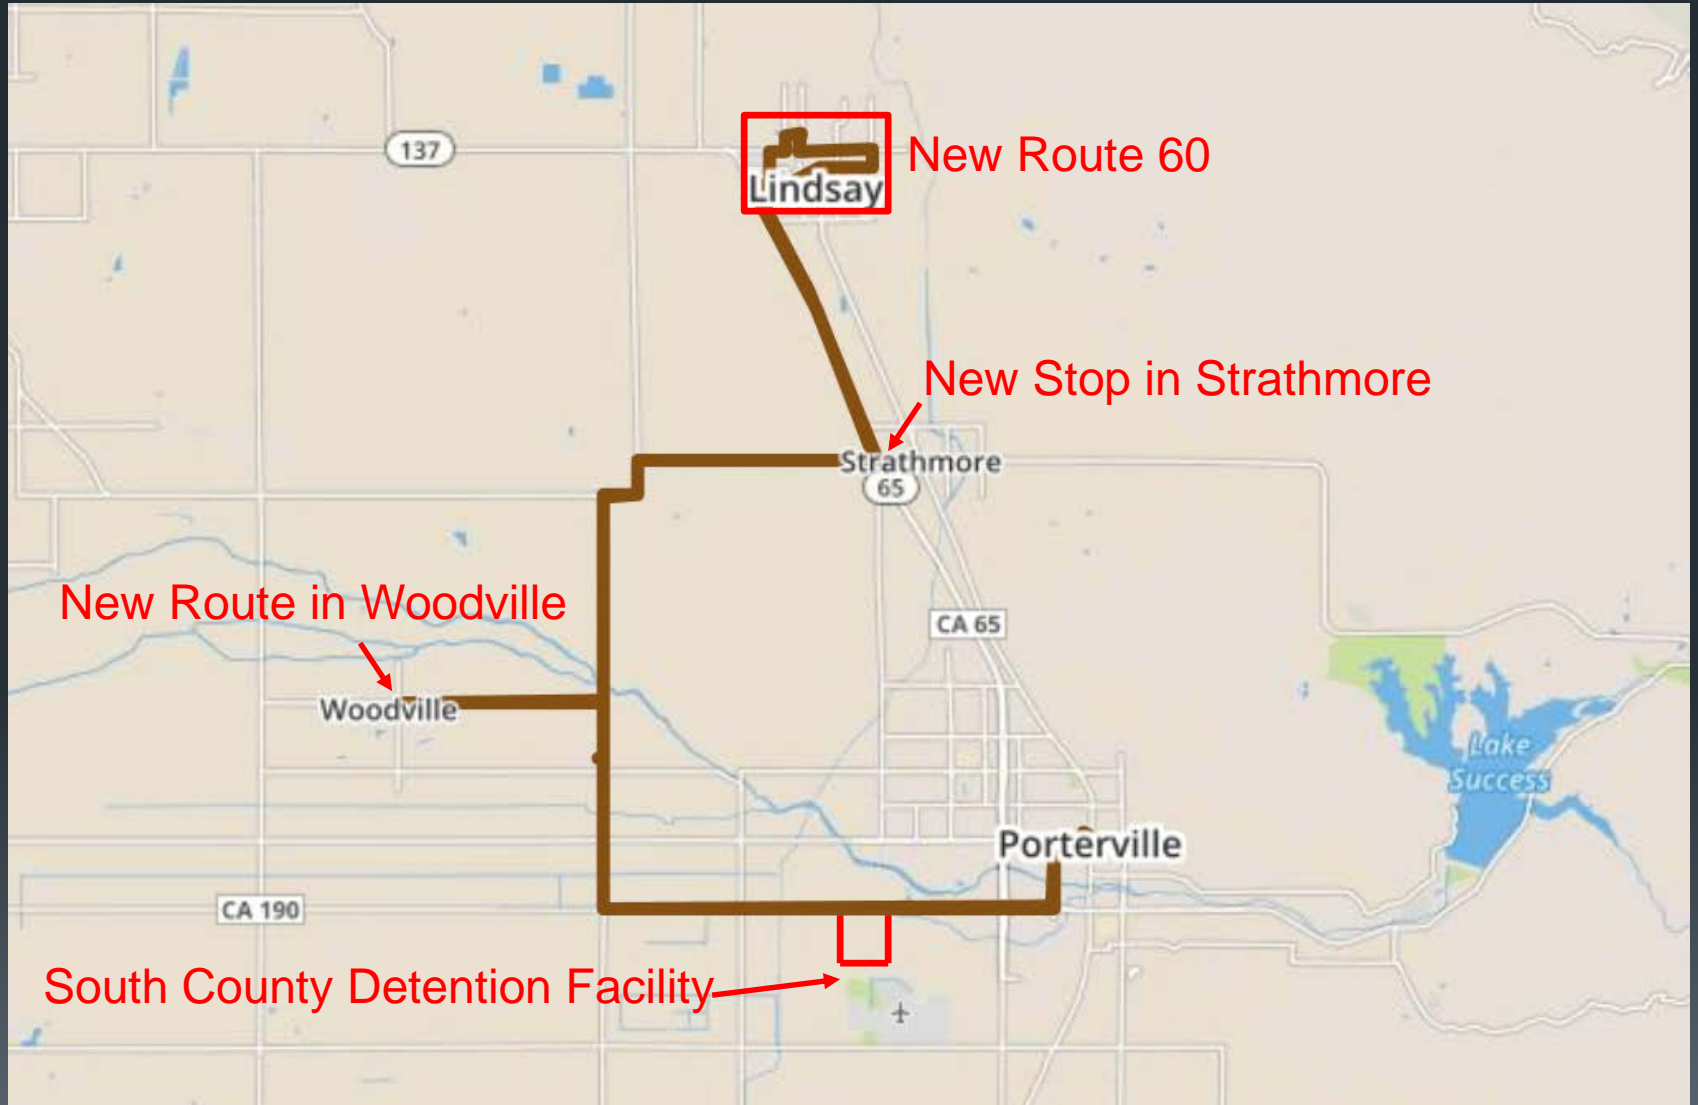 137
New Route 60
Lindsay
New Stop in Strathmore
Strathmore
65
New Route in Woodville
CA 65
Woodville
Lake
Success
Porterville
CA 190
South County Detention Facility